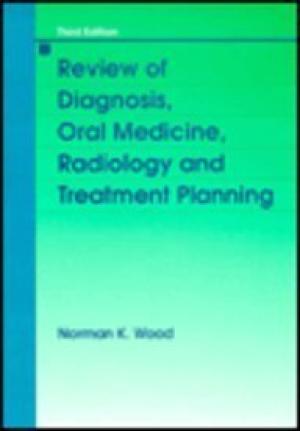 Third Edition
Review of
Diagnosis,
Oral Medicine,
Radiology and
Treatment Planning
Norman K. Wood